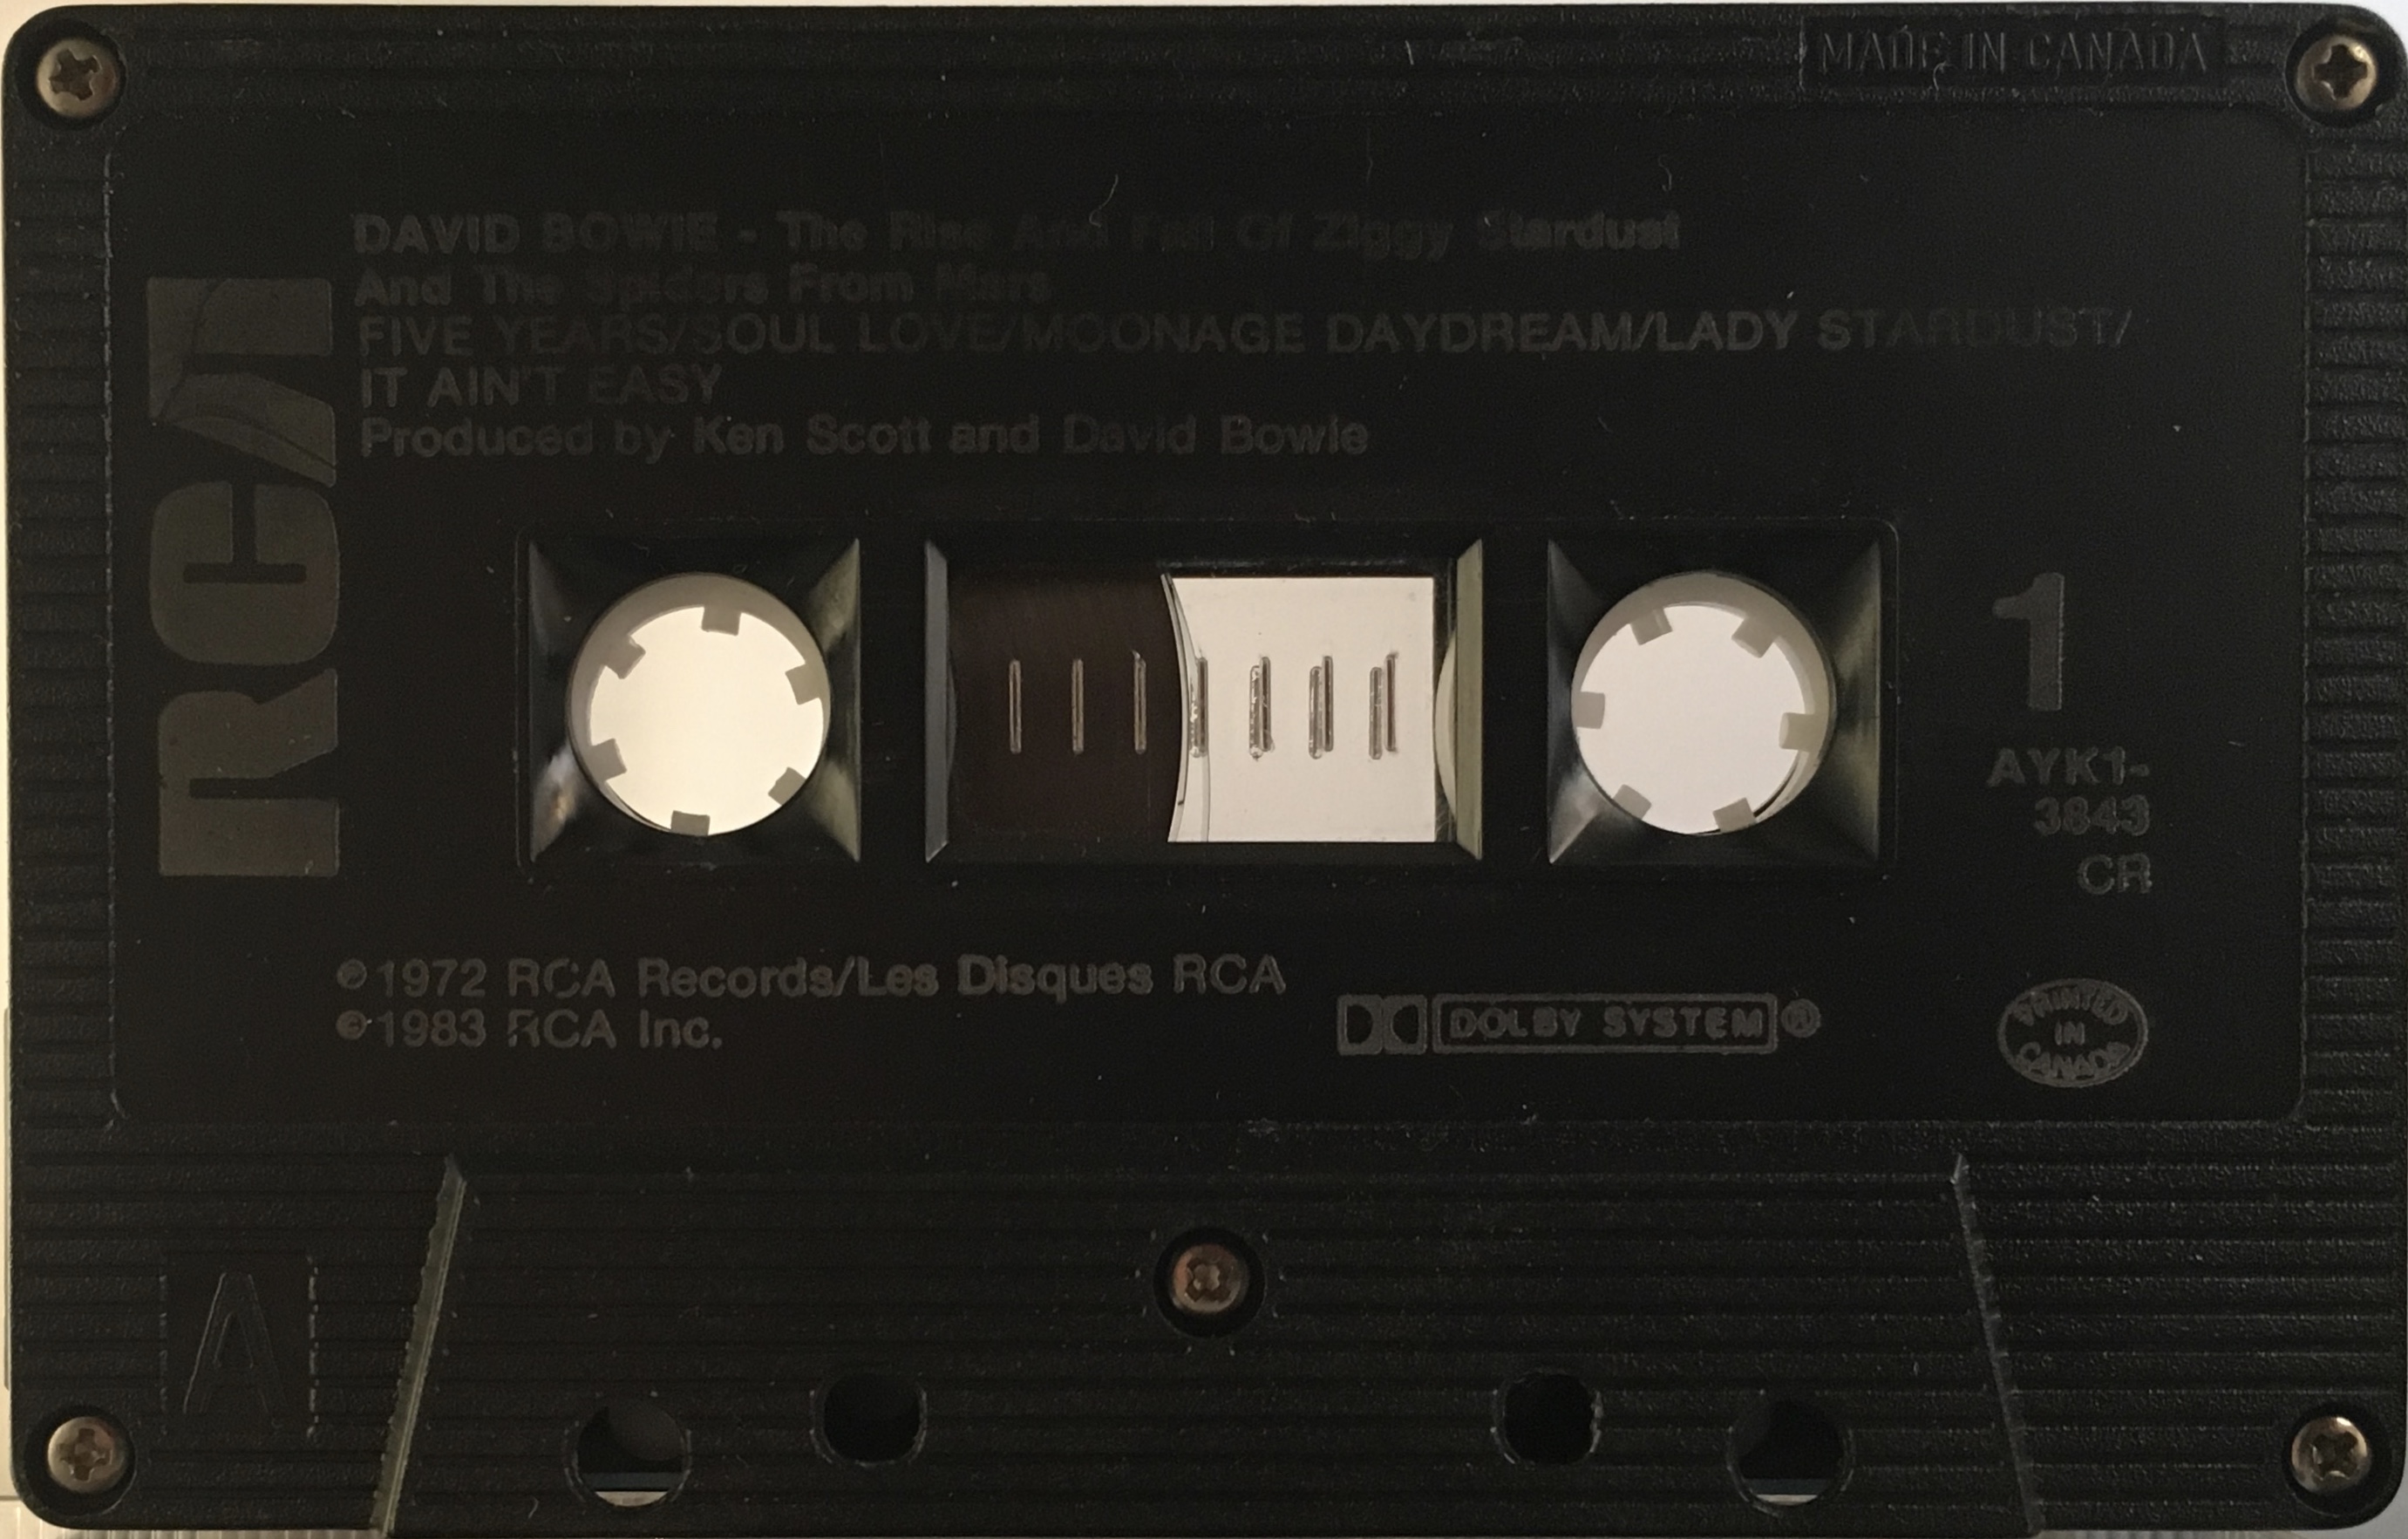 MADE IN CANADA
DAVID BOWIE - The Rise And Fall Of Ziggy Stardust
And The Spiders From Mars
FIVE YEARS/SOUL LOVE/MOONAGE DAYDREAM/LADY STARDUST/
IT AIN'T EASY
Produced by Ken Scott and David Bowie
RCA
1
AYK1-
3843
CR
℗1972 RCA Records/Les Disques RCA
©1983 RCA Inc.
DOLBY SYSTEM®
PRINTED
IN
CANADA
A